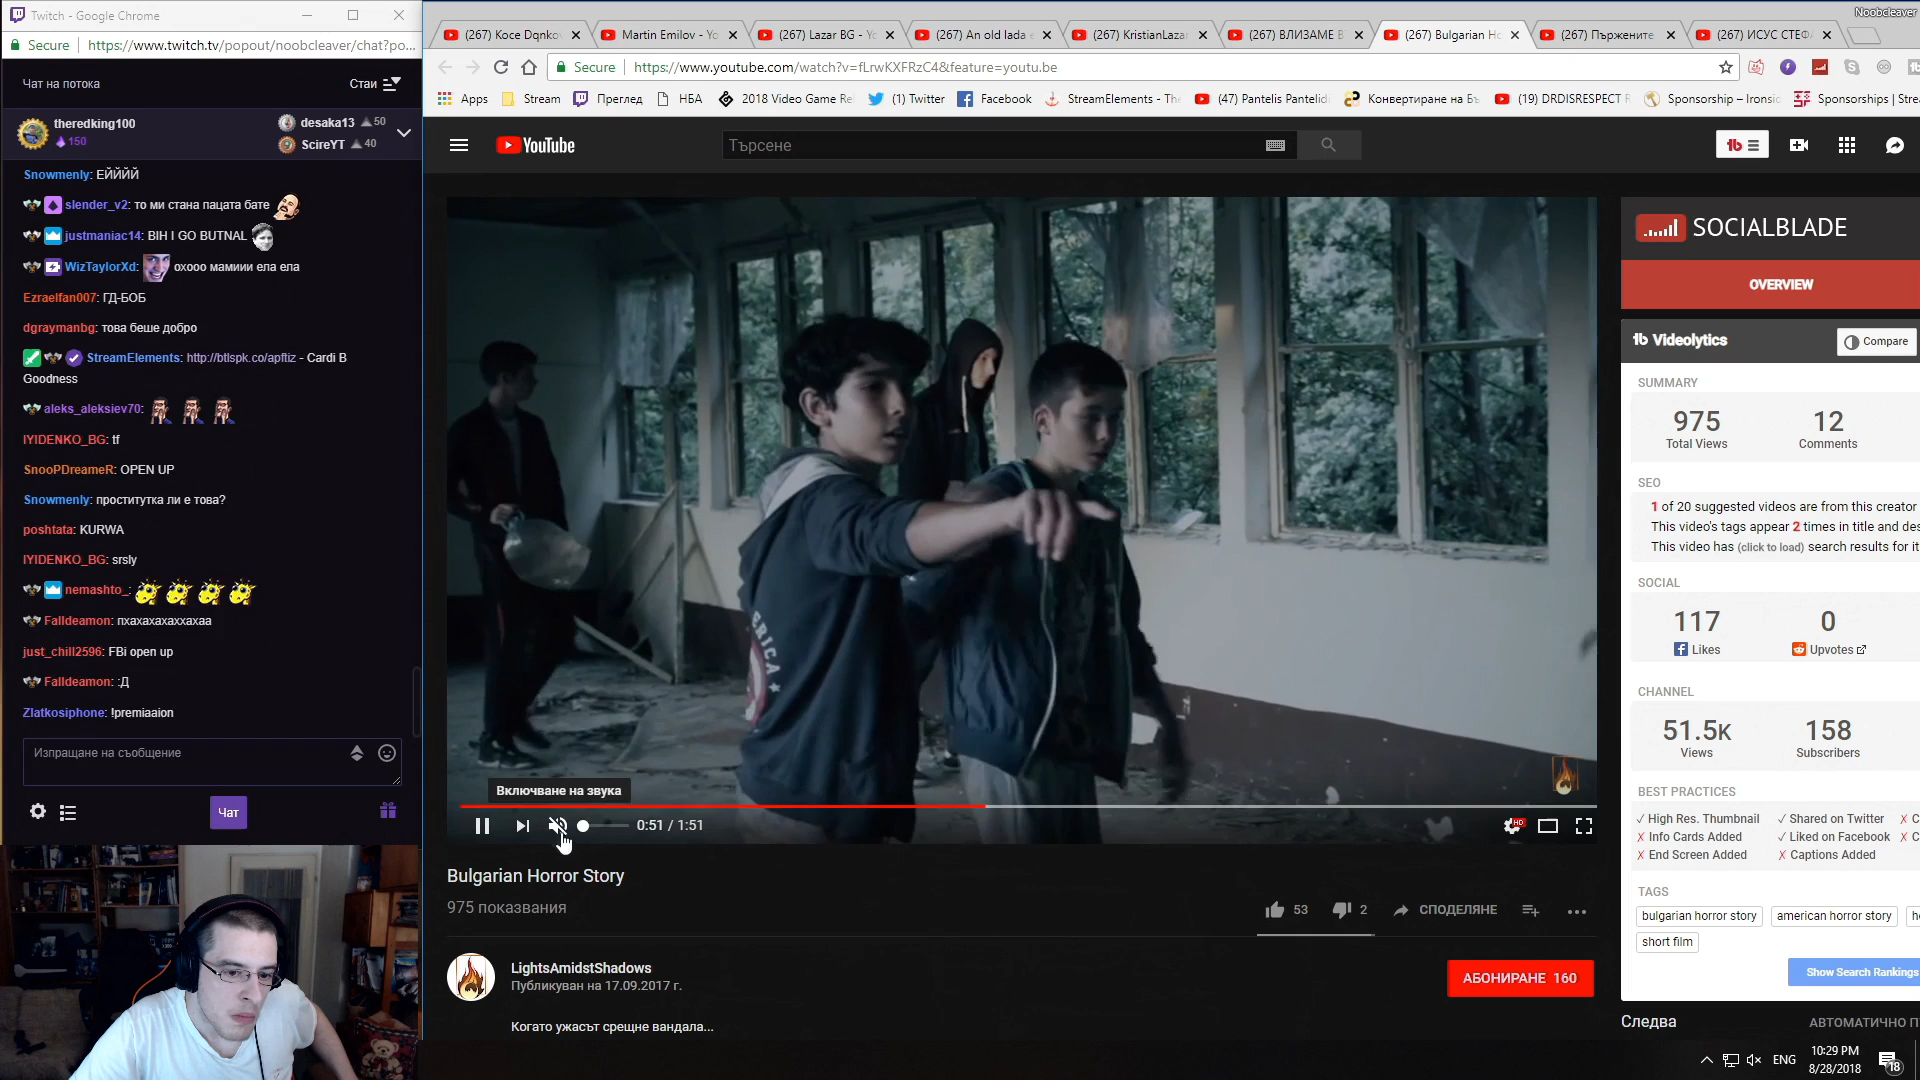 Twitch - Google Chrome
Secure https://www.twitch.tv/popout/noobcleaver/chat?po...
Чат на потока
Стаи
theredking100
150
desaka13 50
ScireYT 40
Snowmenly: ЕЙЙЙЙ
slender_v2: то ми стана пацата бате
justmaniac14: BIH I GO BUTNAL
WizTaylorXd: охооо мамиии ела ела
Ezraelfan007: ГД-БОБ
dgraymanbg: това беше добро
StreamElements: http://btlspk.co/apftiz - Cardi B
Goodness
aleks_aleksiev70:
IYIDENKO_BG: tf
SnooPDreameR: OPEN UP
Snowmenly: проститутка ли е това?
poshtata: KURWA
IYIDENKO_BG: srsly
nemashto_:
Falldeamon: пхахахахаххахаа
just_chill2596: FBi open up
Falldeamon: :Д
Zlatkosiphone: !premiaaion
Изпращане на съобщение
Чат
Noobcleaver
(267) Koce Dqnko
Martin Emilov - Yo
(267) Lazar BG - Yo
(267) An old lada e
(267) KristianLazar
(267) ВЛИЗАМЕ В
(267) Bulgarian Ho
(267) Пържените
(267) ИСУС СТЕФА
Secure https://www.youtube.com/watch?v=fLrwKXFRzC4&feature=youtu.be
Apps
Stream
Преглед
НБА
2018 Video Game Re
(1) Twitter
Facebook
StreamElements - Th
(47) Pantelis Pantelid
Конвертиране на Бъ
(19) DRDISRESPECT R
Sponsorship – Ironsic
Sponsorships | Strea
YouTube
Търсене
ERICA
Включване на звука
0:51 / 1:51
HD
Bulgarian Horror Story
975 показвания
53
2
СПОДЕЛЯНЕ
LightsAmidstShadows
Публикуван на 17.09.2017 г.
АБОНИРАНЕ 160
Когато ужасът срещне вандала...
SOCIALBLADE
OVERVIEW
Videolytics
Compare
SUMMARY
975 12
Total Views Comments
SEO
1 of 20 suggested videos are from this creator
This video's tags appear 2 times in title and des
This video has (click to load) search results for it
SOCIAL
117 0
Likes Upvotes
CHANNEL
51.5K 158
Views Subscribers
BEST PRACTICES
✓ High Res. Thumbnail ✓ Shared on Twitter ✗ C
✗ Info Cards Added ✓ Liked on Facebook ✗ C
✗ End Screen Added ✗ Captions Added
TAGS
bulgarian horror story american horror story h
short film
Show Search Rankings
Следва
АВТОМАТИЧНО П
ENG
10:29 PM
8/28/2018
18